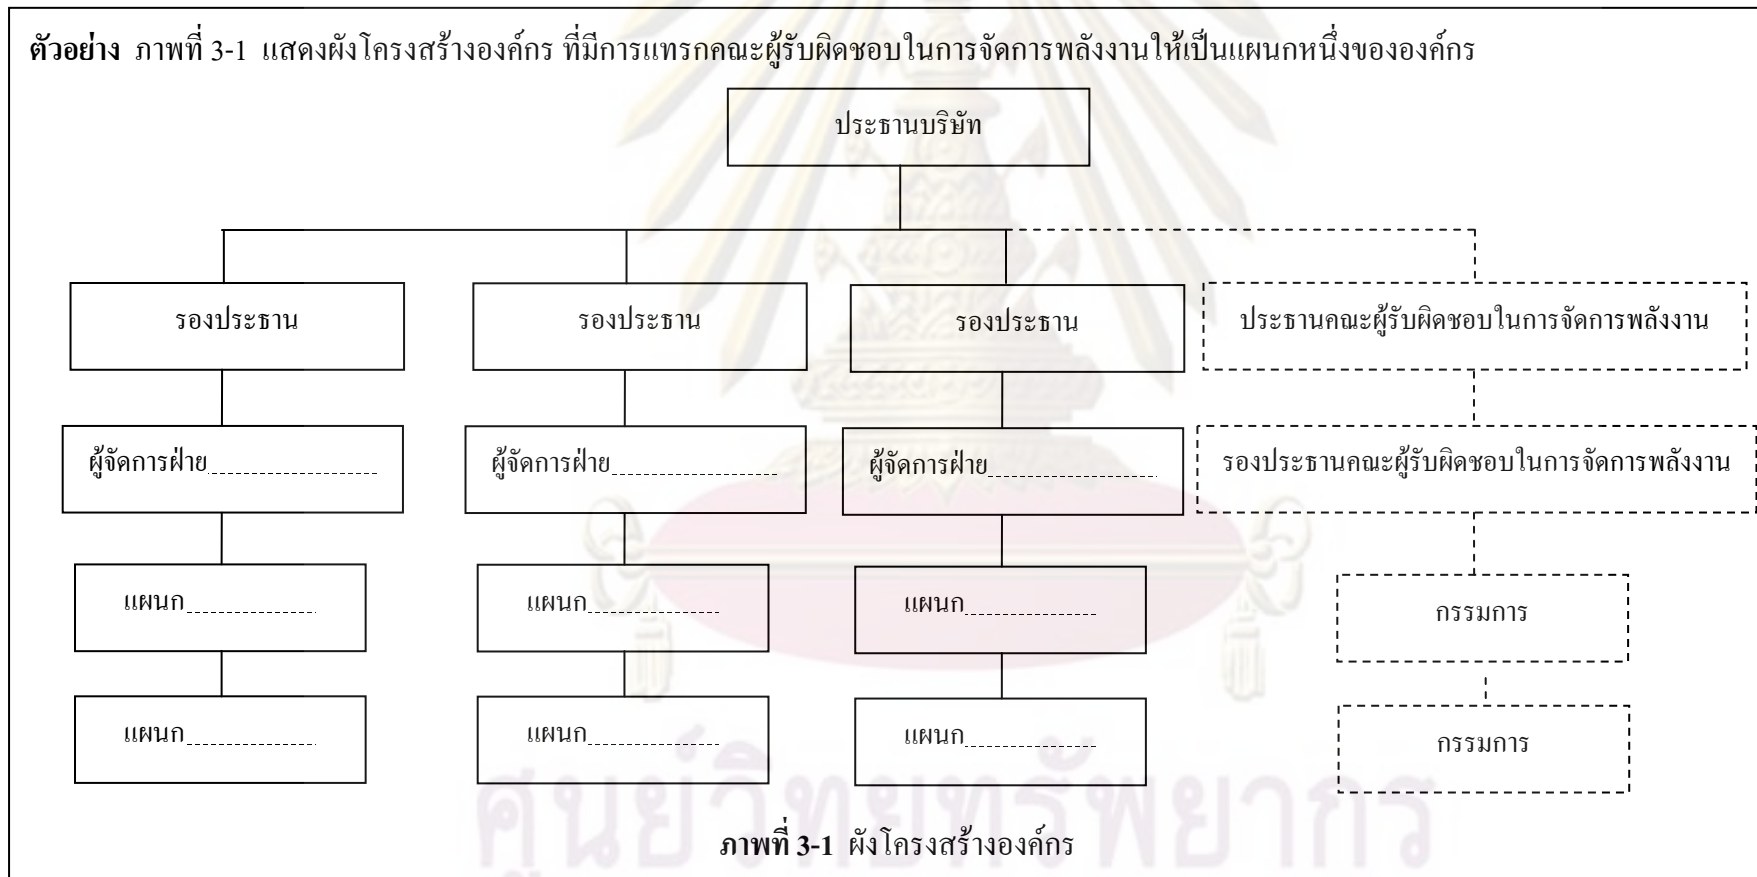 ตัวอย่าง ภาพที่ 3-1 แสดงผังโครงสร้างองค์กร ที่มีการแทรกคณะผู้รับผิดชอบในการจัดการพลังงานให้เป็นแผนกหนึ่งขององค์กร
ประธานบริษัท
รองประธาน รองประธาน รองประธาน ประธานคณะผู้รับผิดชอบในการจัดการพลังงาน
ผู้จัดการฝ่าย ผู้จัดการฝ่าย ผู้จัดการฝ่าย รองประธานคณะผู้รับผิดชอบในการจัดการพลังงาน
แผนก แผนก แผนก กรรมการ
แผนก แผนก แผนก กรรมการ
ศูนย์วิทยทรัพยากร
ภาพที่ 3-1 ผังโครงสร้างองค์กร